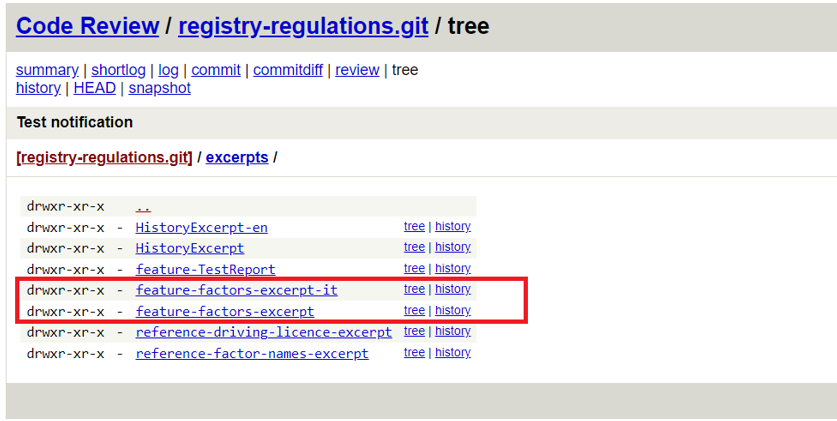 Code Review / registry-regulations.git / tree
summary | shortlog | log | commit | commitdiff | review | tree
history | HEAD | snapshot
Test notification
[registry-regulations.git] / excerpts /
drwxr-xr-x ..
drwxr-xr-x - HistoryExcerpt-en tree | history
drwxr-xr-x - HistoryExcerpt tree | history
drwxr-xr-x - feature-TestReport tree | history
drwxr-xr-x - feature-factors-excerpt-it tree | history
drwxr-xr-x - feature-factors-excerpt tree | history
drwxr-xr-x - reference-driving-licence-excerpt tree | history
drwxr-xr-x - reference-factor-names-excerpt tree | history